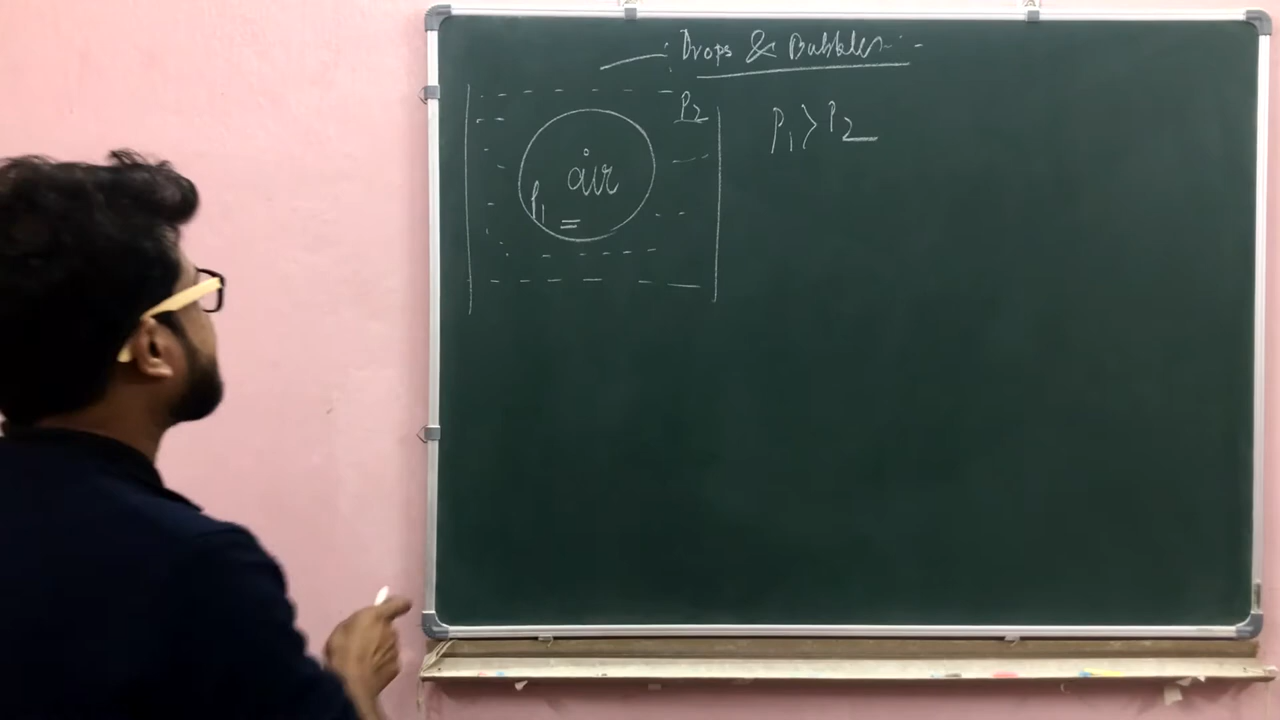 : Drops & Bubbles :-
P2
P1 > P2
air
P1 =